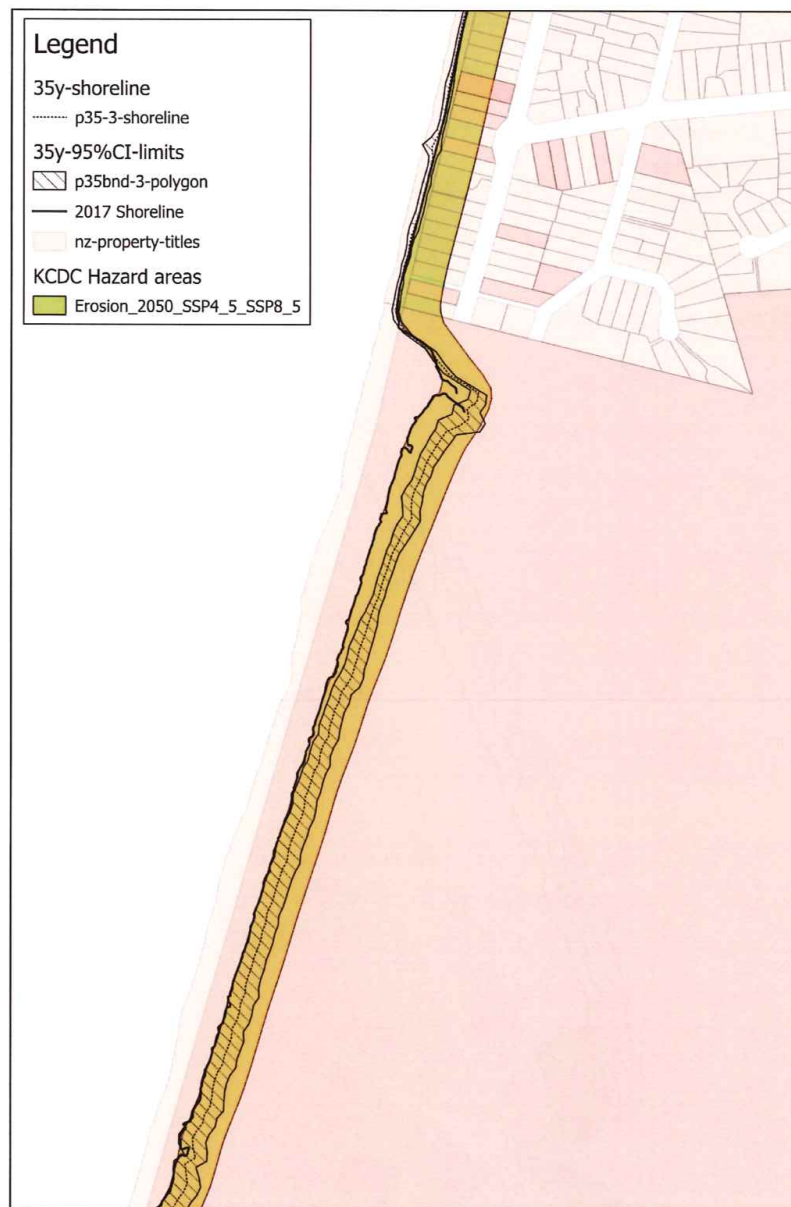 Legend
35y-shoreline
p35-3-shoreline
35y-95%CI-limits
p35bnd-3-polygon
2017 Shoreline
nz-property-titles
KCDC Hazard areas
Erosion_2050_SSP4_5_SSP8_5